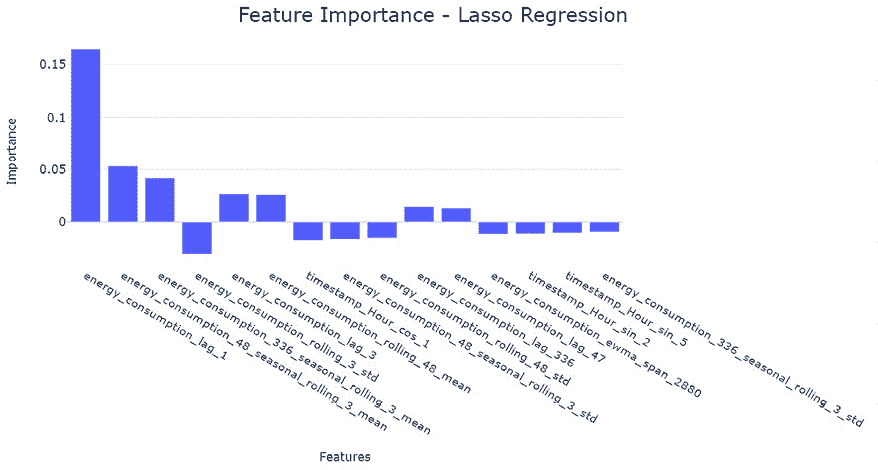 Feature Importance - Lasso Regression
0.15
0.1
0.05
0
Importance
energy_consumption_lag_1
energy_consumption_48_seasonal_rolling_3_mean
energy_consumption_336_seasonal_rolling_3_mean
energy_consumption_rolling_3_std
energy_consumption_lag_3
energy_consumption_rolling_48_mean
timestamp_Hour_cos_1
energy_consumption_48_seasonal_rolling_3_std
energy_consumption_rolling_48_std
energy_consumption_lag_336
energy_consumption_lag_47
energy_consumption_ewma_span_2880
timestamp_Hour_sin_2
timestamp_Hour_sin_5
energy_consumption_336_seasonal_rolling_3_std
Features